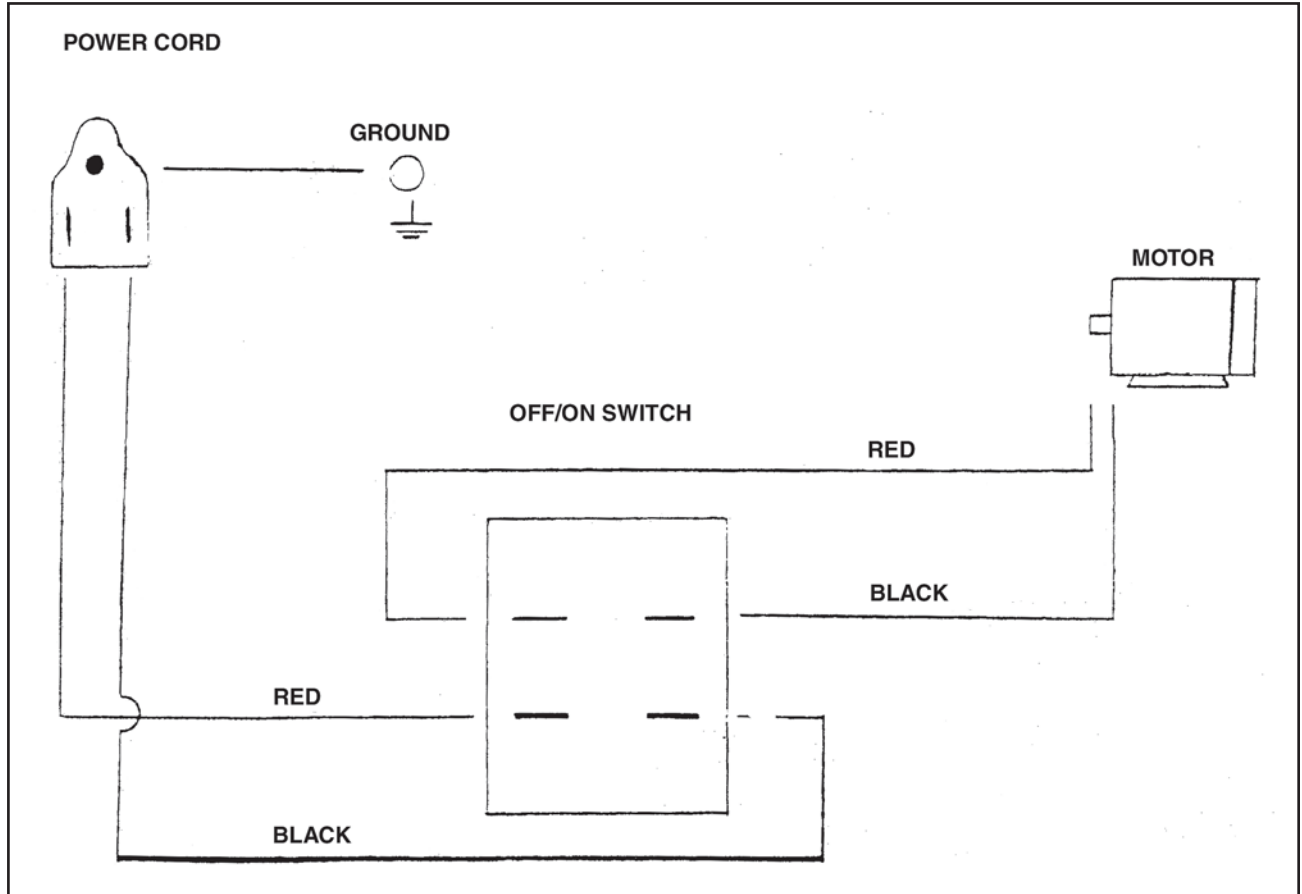 POWER CORD
GROUND
MOTOR
OFF/ON SWITCH
RED
BLACK
RED
BLACK